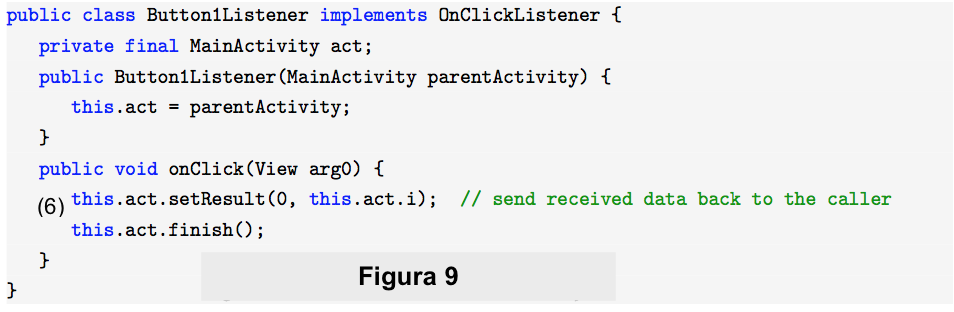 public class Button1Listener implements OnClickListener {
private final MainActivity act;
public Button1Listener(MainActivity parentActivity) {
this.act = parentActivity;
}
public void onClick(View arg0) {
(6) this.act.setResult(0, this.act.i); // send received data back to the caller
this.act.finish();
}
Figura 9
}